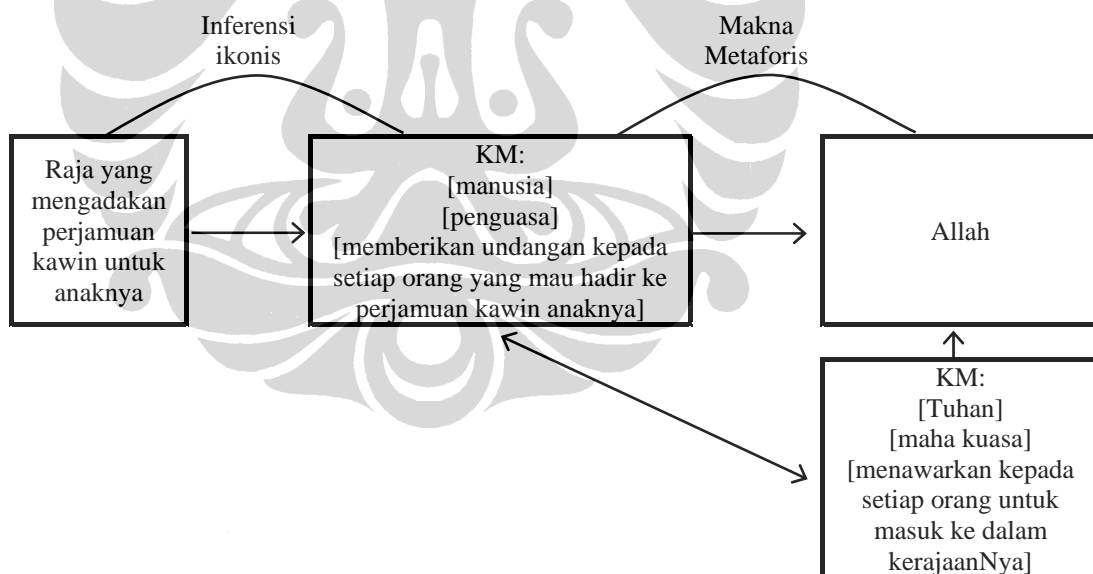 Inferensi
ikonis
Makna
Metaforis
Raja yang
mengadakan
perjamuan
kawin untuk
anaknya
KM:
[manusia]
[penguasa]
[memberikan undangan kepada
setiap orang yang mau hadir ke
perjamuan kawin anaknya]
Allah
KM:
[Tuhan]
[maha kuasa]
[menawarkan kepada
setiap orang untuk
masuk ke dalam
kerajaanNya]